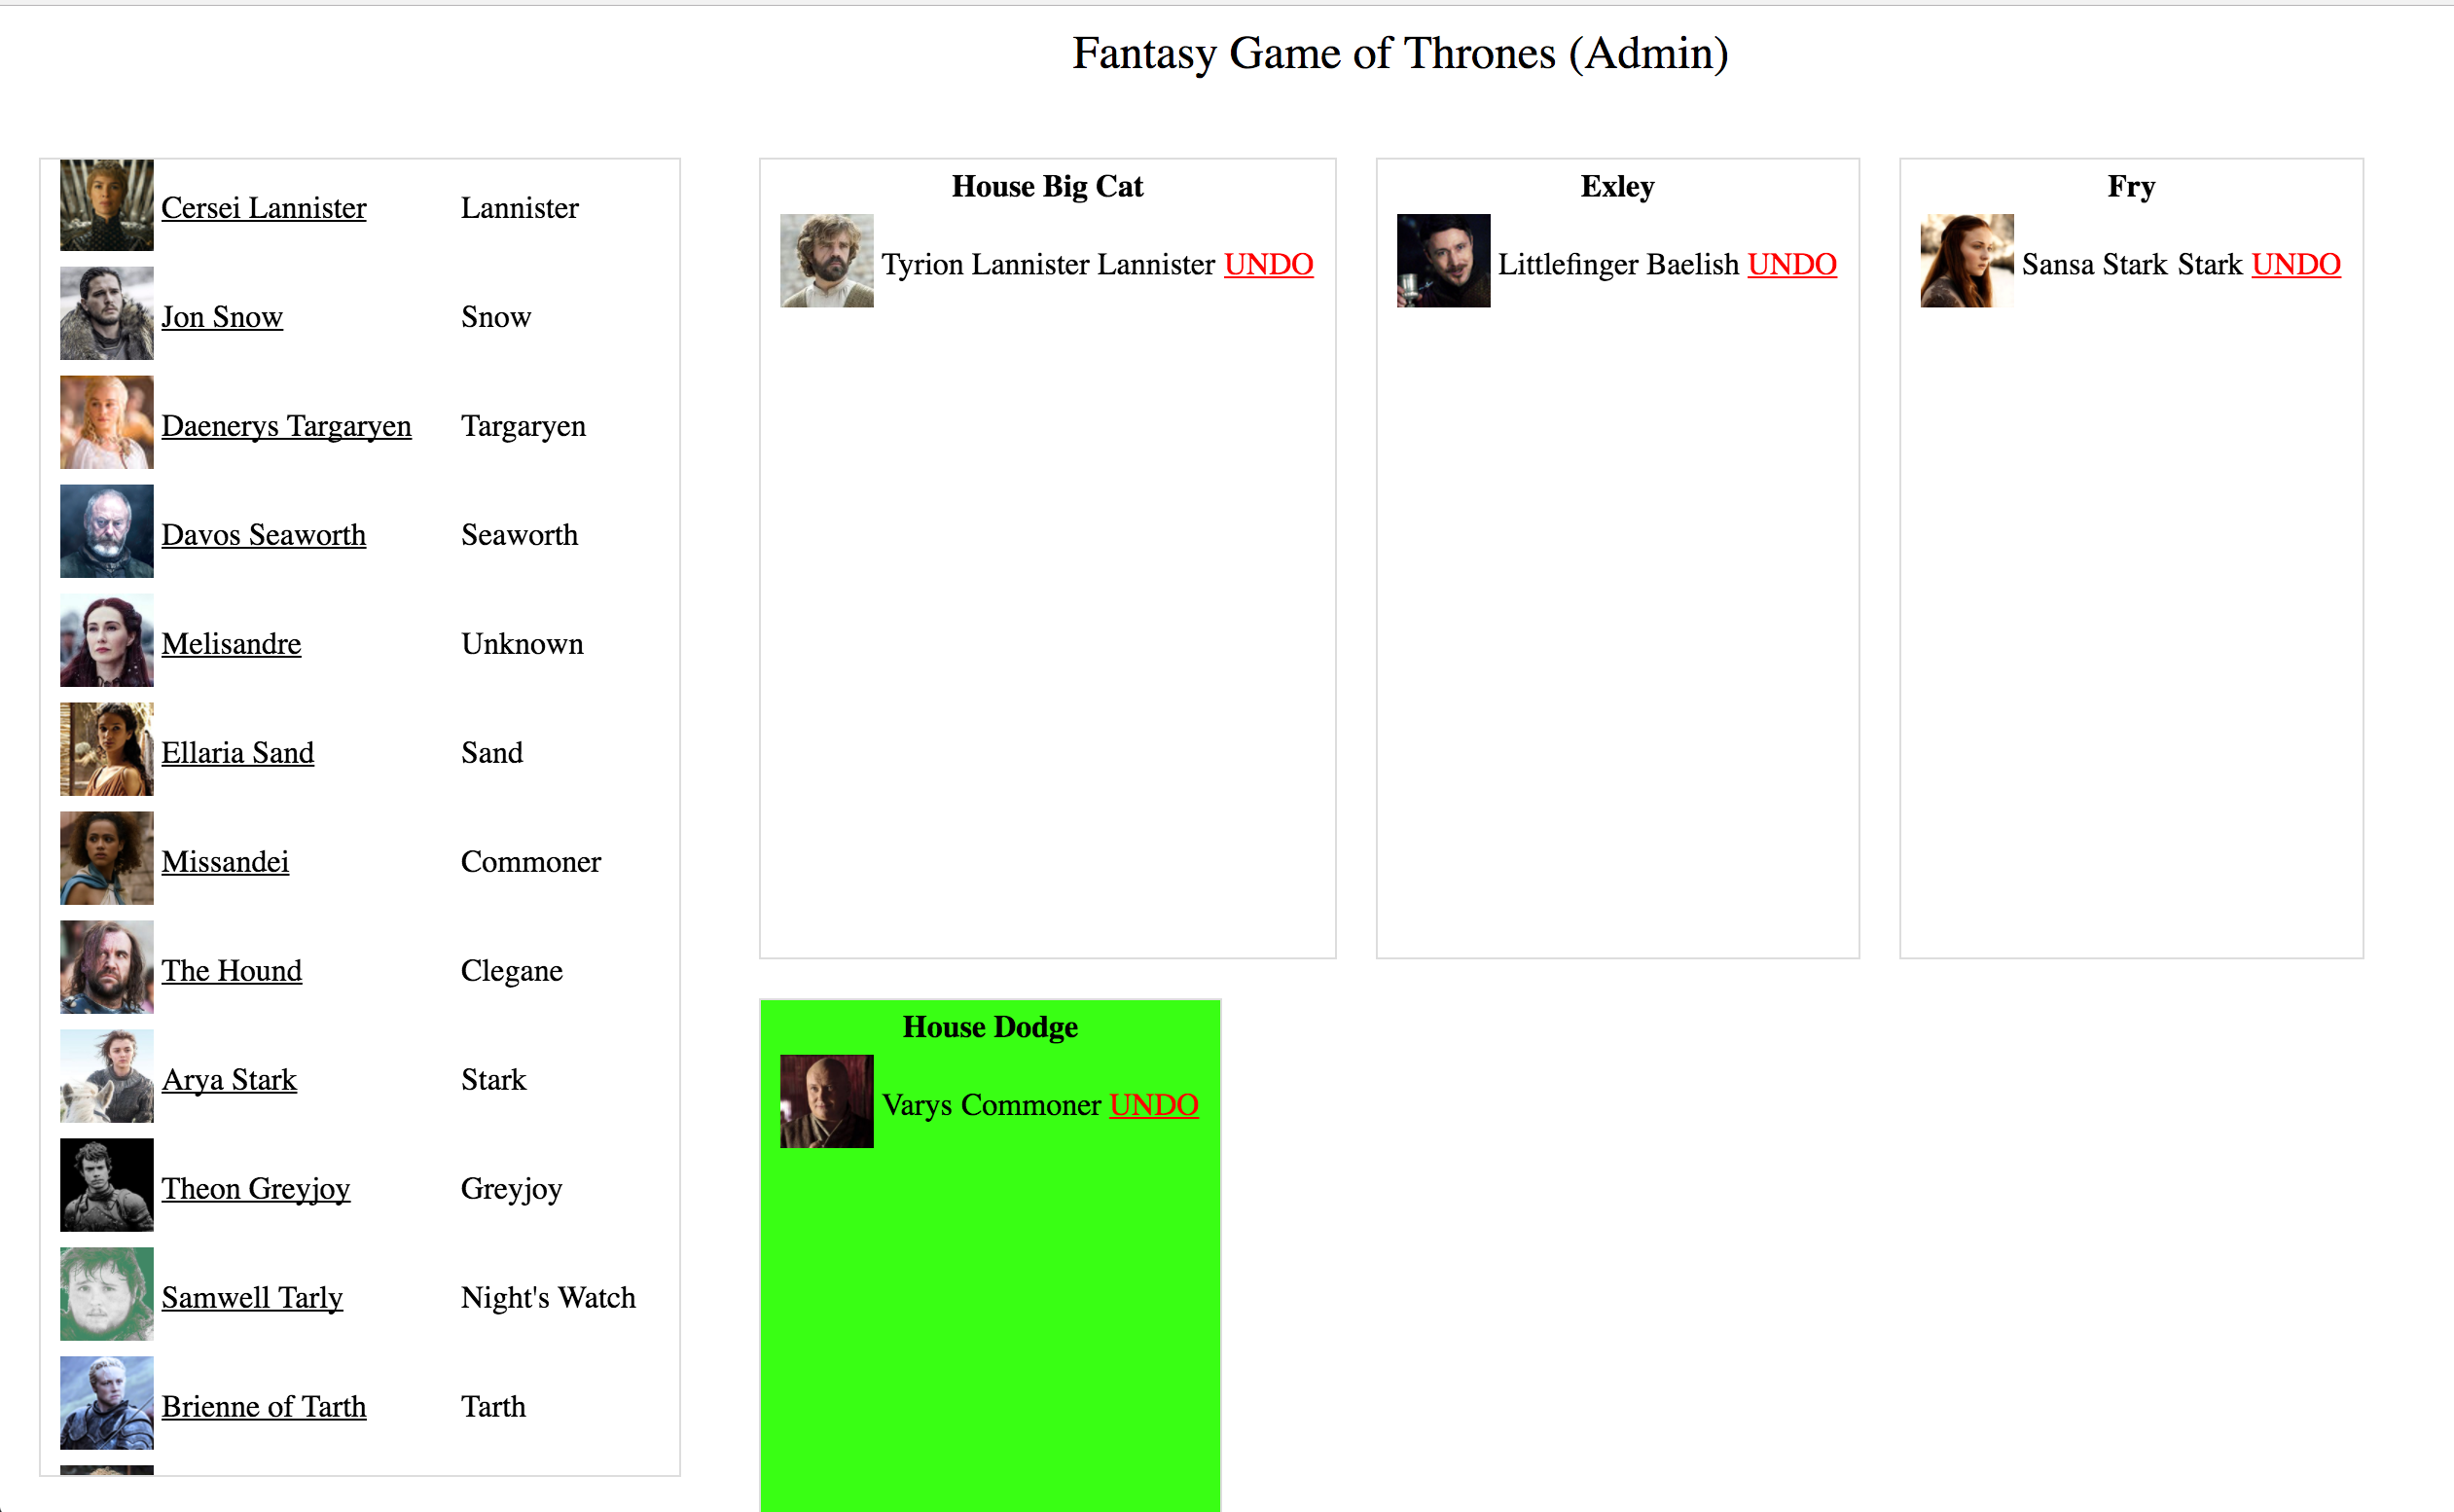 Fantasy Game of Thrones (Admin)
Cersei Lannister Lannister
Jon Snow Snow
Daenerys Targaryen Targaryen
Davos Seaworth Seaworth
Melisandre Unknown
Ellaria Sand Sand
Missandei Commoner
The Hound Clegane
Arya Stark Stark
Theon Greyjoy Greyjoy
Samwell Tarly Night's Watch
Brienne of Tarth Tarth
House Big Cat
Tyrion Lannister Lannister UNDO
Exley
Littlefinger Baelish UNDO
Fry
Sansa Stark Stark UNDO
House Dodge
Varys Commoner UNDO